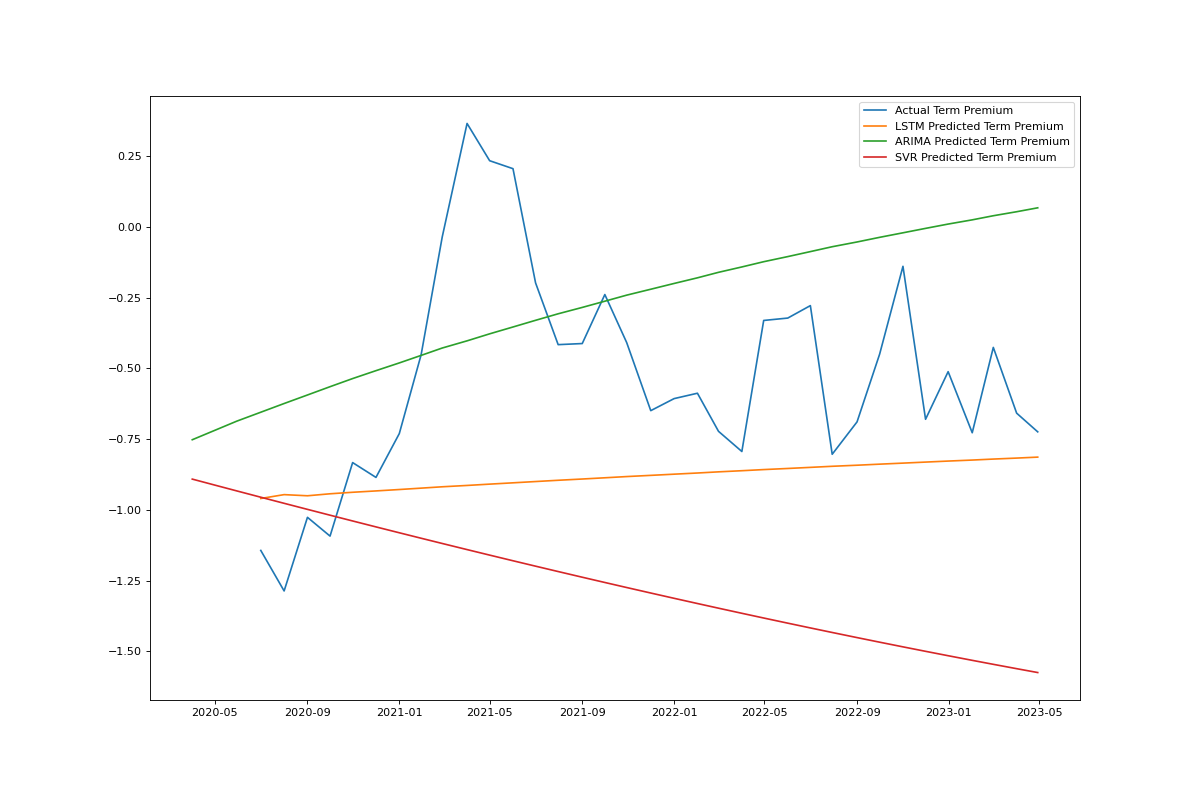 Actual Term Premium
LSTM Predicted Term Premium
ARIMA Predicted Term Premium
SVR Predicted Term Premium
0.25
0.00
−0.25
−0.50
−0.75
−1.00
−1.25
−1.50
2020-05 2020-09 2021-01 2021-05 2021-09 2022-01 2022-05 2022-09 2023-01 2023-05